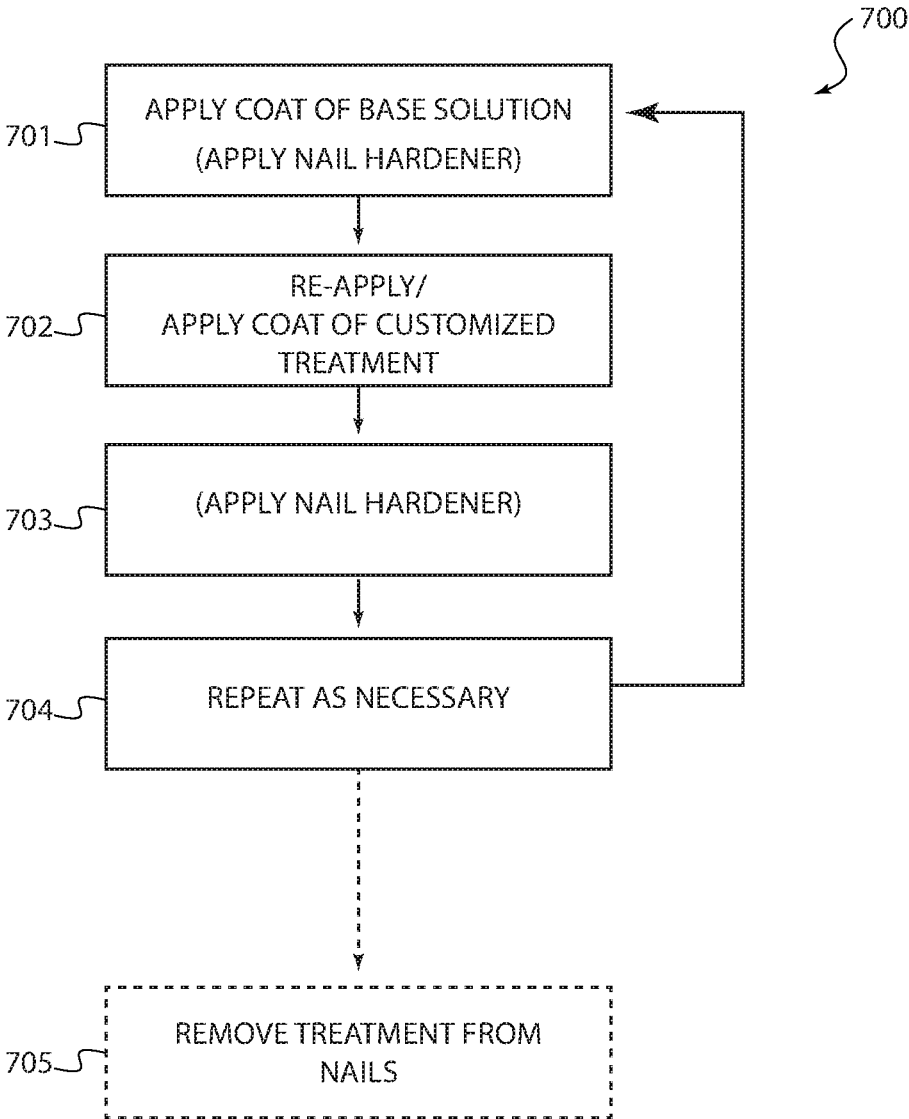 700
701
APPLY COAT OF BASE SOLUTION
(APPLY NAIL HARDENER)
702
RE-APPLY/
APPLY COAT OF CUSTOMIZED
TREATMENT
703
(APPLY NAIL HARDENER)
704
REPEAT AS NECESSARY
705
REMOVE TREATMENT FROM
NAILS